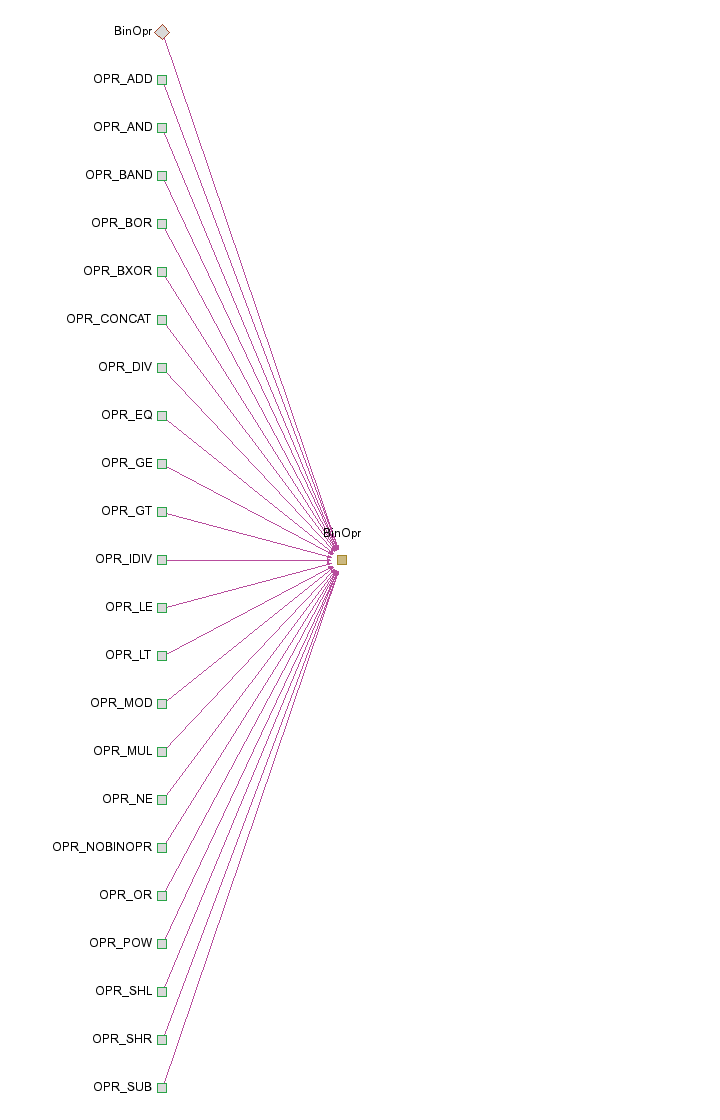 BinOpr
OPR_ADD
OPR_AND
OPR_BAND
OPR_BOR
OPR_BXOR
OPR_CONCAT
OPR_DIV
OPR_EQ
OPR_GE
OPR_GT
BinOpr
OPR_IDIV
OPR_LE
OPR_LT
OPR_MOD
OPR_MUL
OPR_NE
OPR_NOBINOPR
OPR_OR
OPR_POW
OPR_SHL
OPR_SHR
OPR_SUB